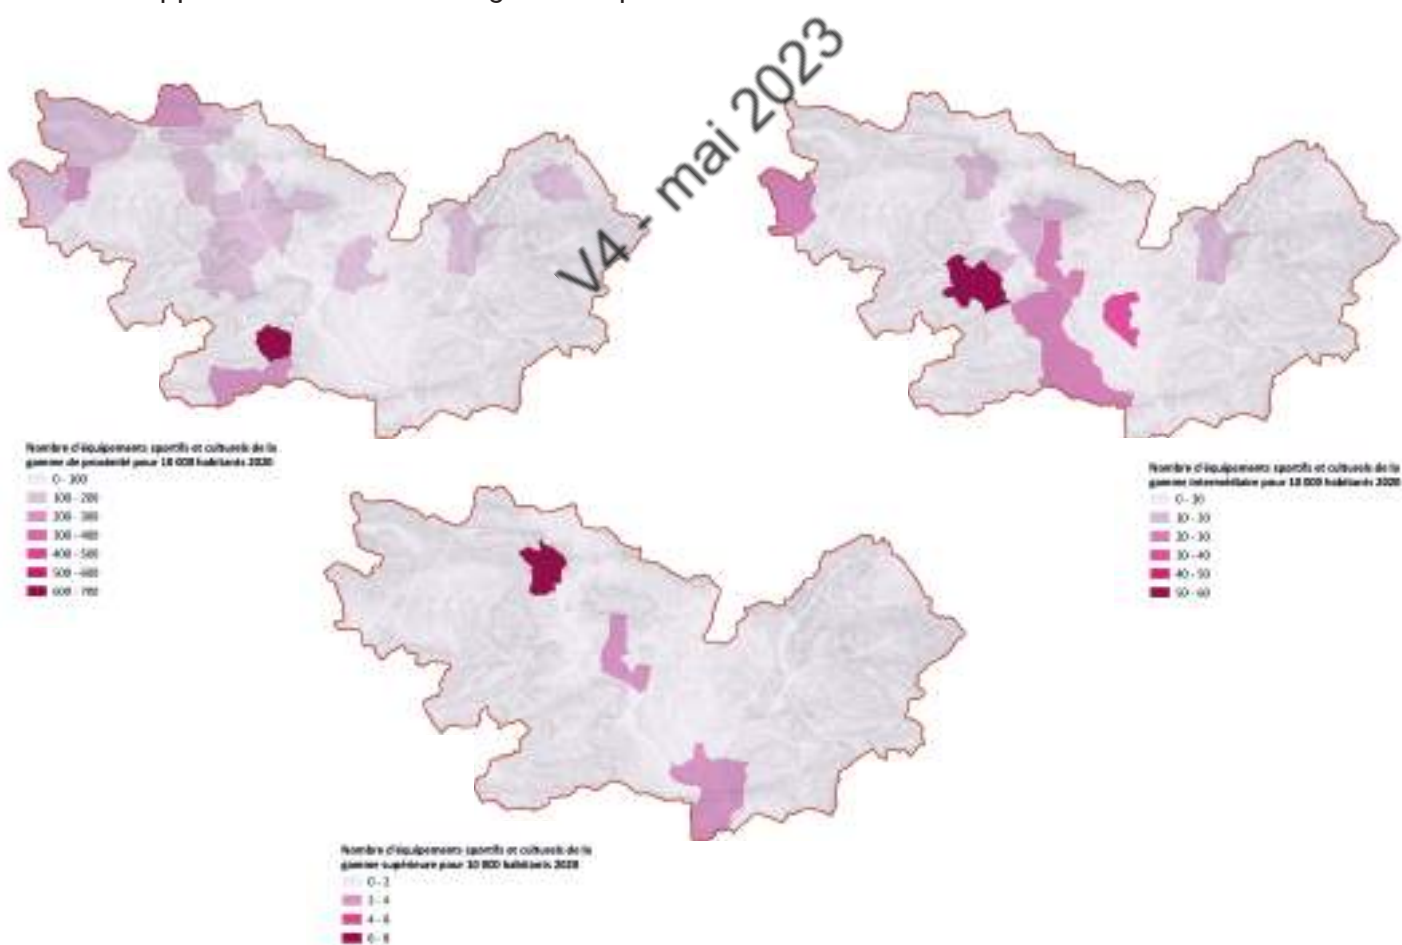 V4 - mai 2023
Nombre d'équipements sportifs et culturels de la
gamme de proximité pour 10 000 habitants 2020
0 - 100
100 - 200
200 - 300
300 - 400
400 - 500
500 - 600
600 - 700
Nombre d'équipements sportifs et culturels de la
gamme intermédiaire pour 10 000 habitants 2020
0 - 10
10 - 20
20 - 30
30 - 40
40 - 50
50 - 60
Nombre d'équipements sportifs et culturels de la
gamme supérieure pour 10 000 habitants 2020
0 - 2
2 - 4
4 - 6
6 - 8